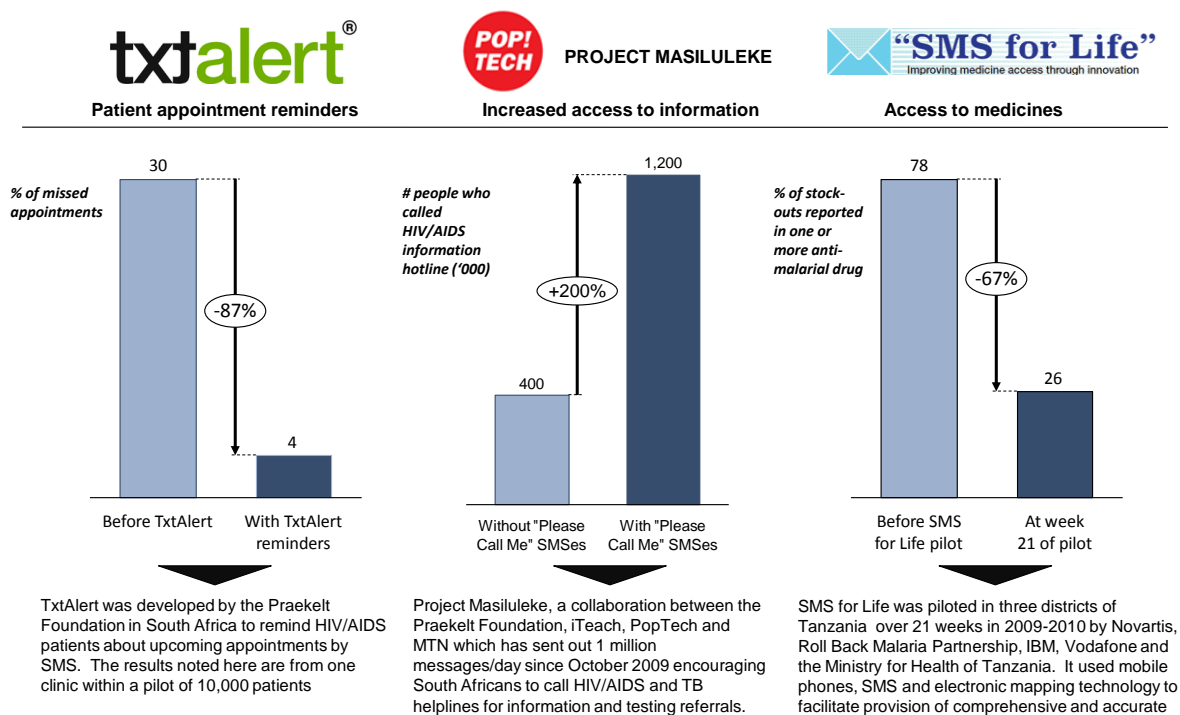 txtalert®
Patient appointment reminders
% of missed
appointments
30
-87%
4
Before TxtAlert
With TxtAlert
reminders
TxtAlert was developed by the Praekelt
Foundation in South Africa to remind HIV/AIDS
patients about upcoming appointments by
SMS.  The results noted here are from one
clinic within a pilot of 10,000 patients
POP!
TECH
PROJECT MASILULEKE
Increased access to information
# people who
called
HIV/AIDS
information
hotline ('000)
1,200
+200%
400
Without "Please
Call Me" SMSes
With "Please
Call Me" SMSes
Project Masiluleke, a collaboration between the
Praekelt Foundation, iTeach, PopTech and
MTN which has sent out 1 million
messages/day since October 2009 encouraging
South Africans to call HIV/AIDS and TB
helplines for information and testing referrals.
"SMS for Life"
Improving medicine access through innovation
Access to medicines
% of stock-
outs reported
in one or
more anti-
malarial drug
78
-67%
26
Before SMS
for Life pilot
At week
21 of pilot
SMS for Life was piloted in three districts of
Tanzania  over 21 weeks in 2009-2010 by Novartis,
Roll Back Malaria Partnership, IBM, Vodafone and
the Ministry for Health of Tanzania.  It used mobile
phones, SMS and electronic mapping technology to
facilitate provision of comprehensive and accurate